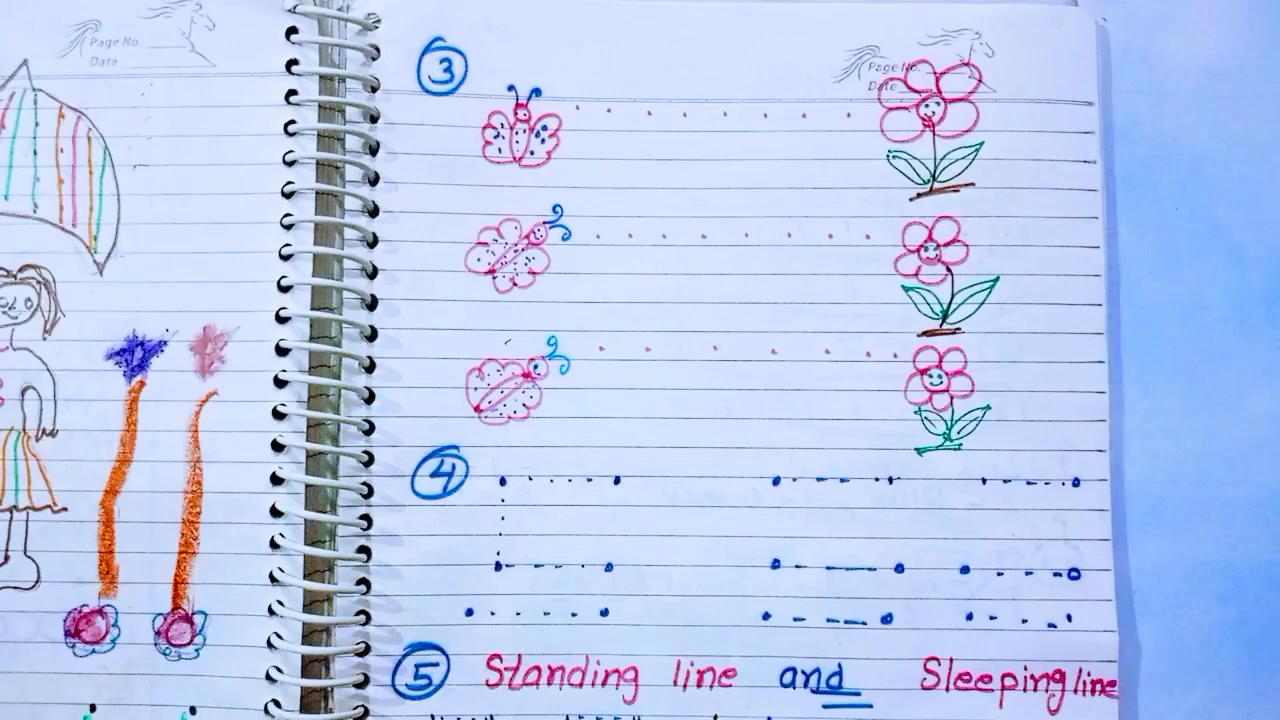 Page No.
Date
Page No.
Date
3
4
5 Standing line and Sleeping line